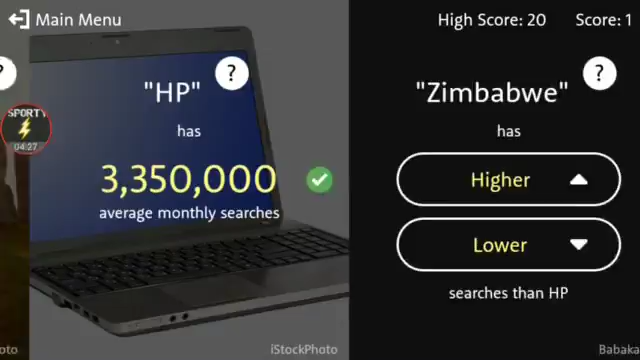 Main Menu
High Score: 20
Score: 1
?
?
?
"HP"
has
3,350,000
average monthly searches
SPORTY
04:27
"Zimbabwe"
has
Higher
Lower
searches than HP
oto
iStockPhoto
Babaka